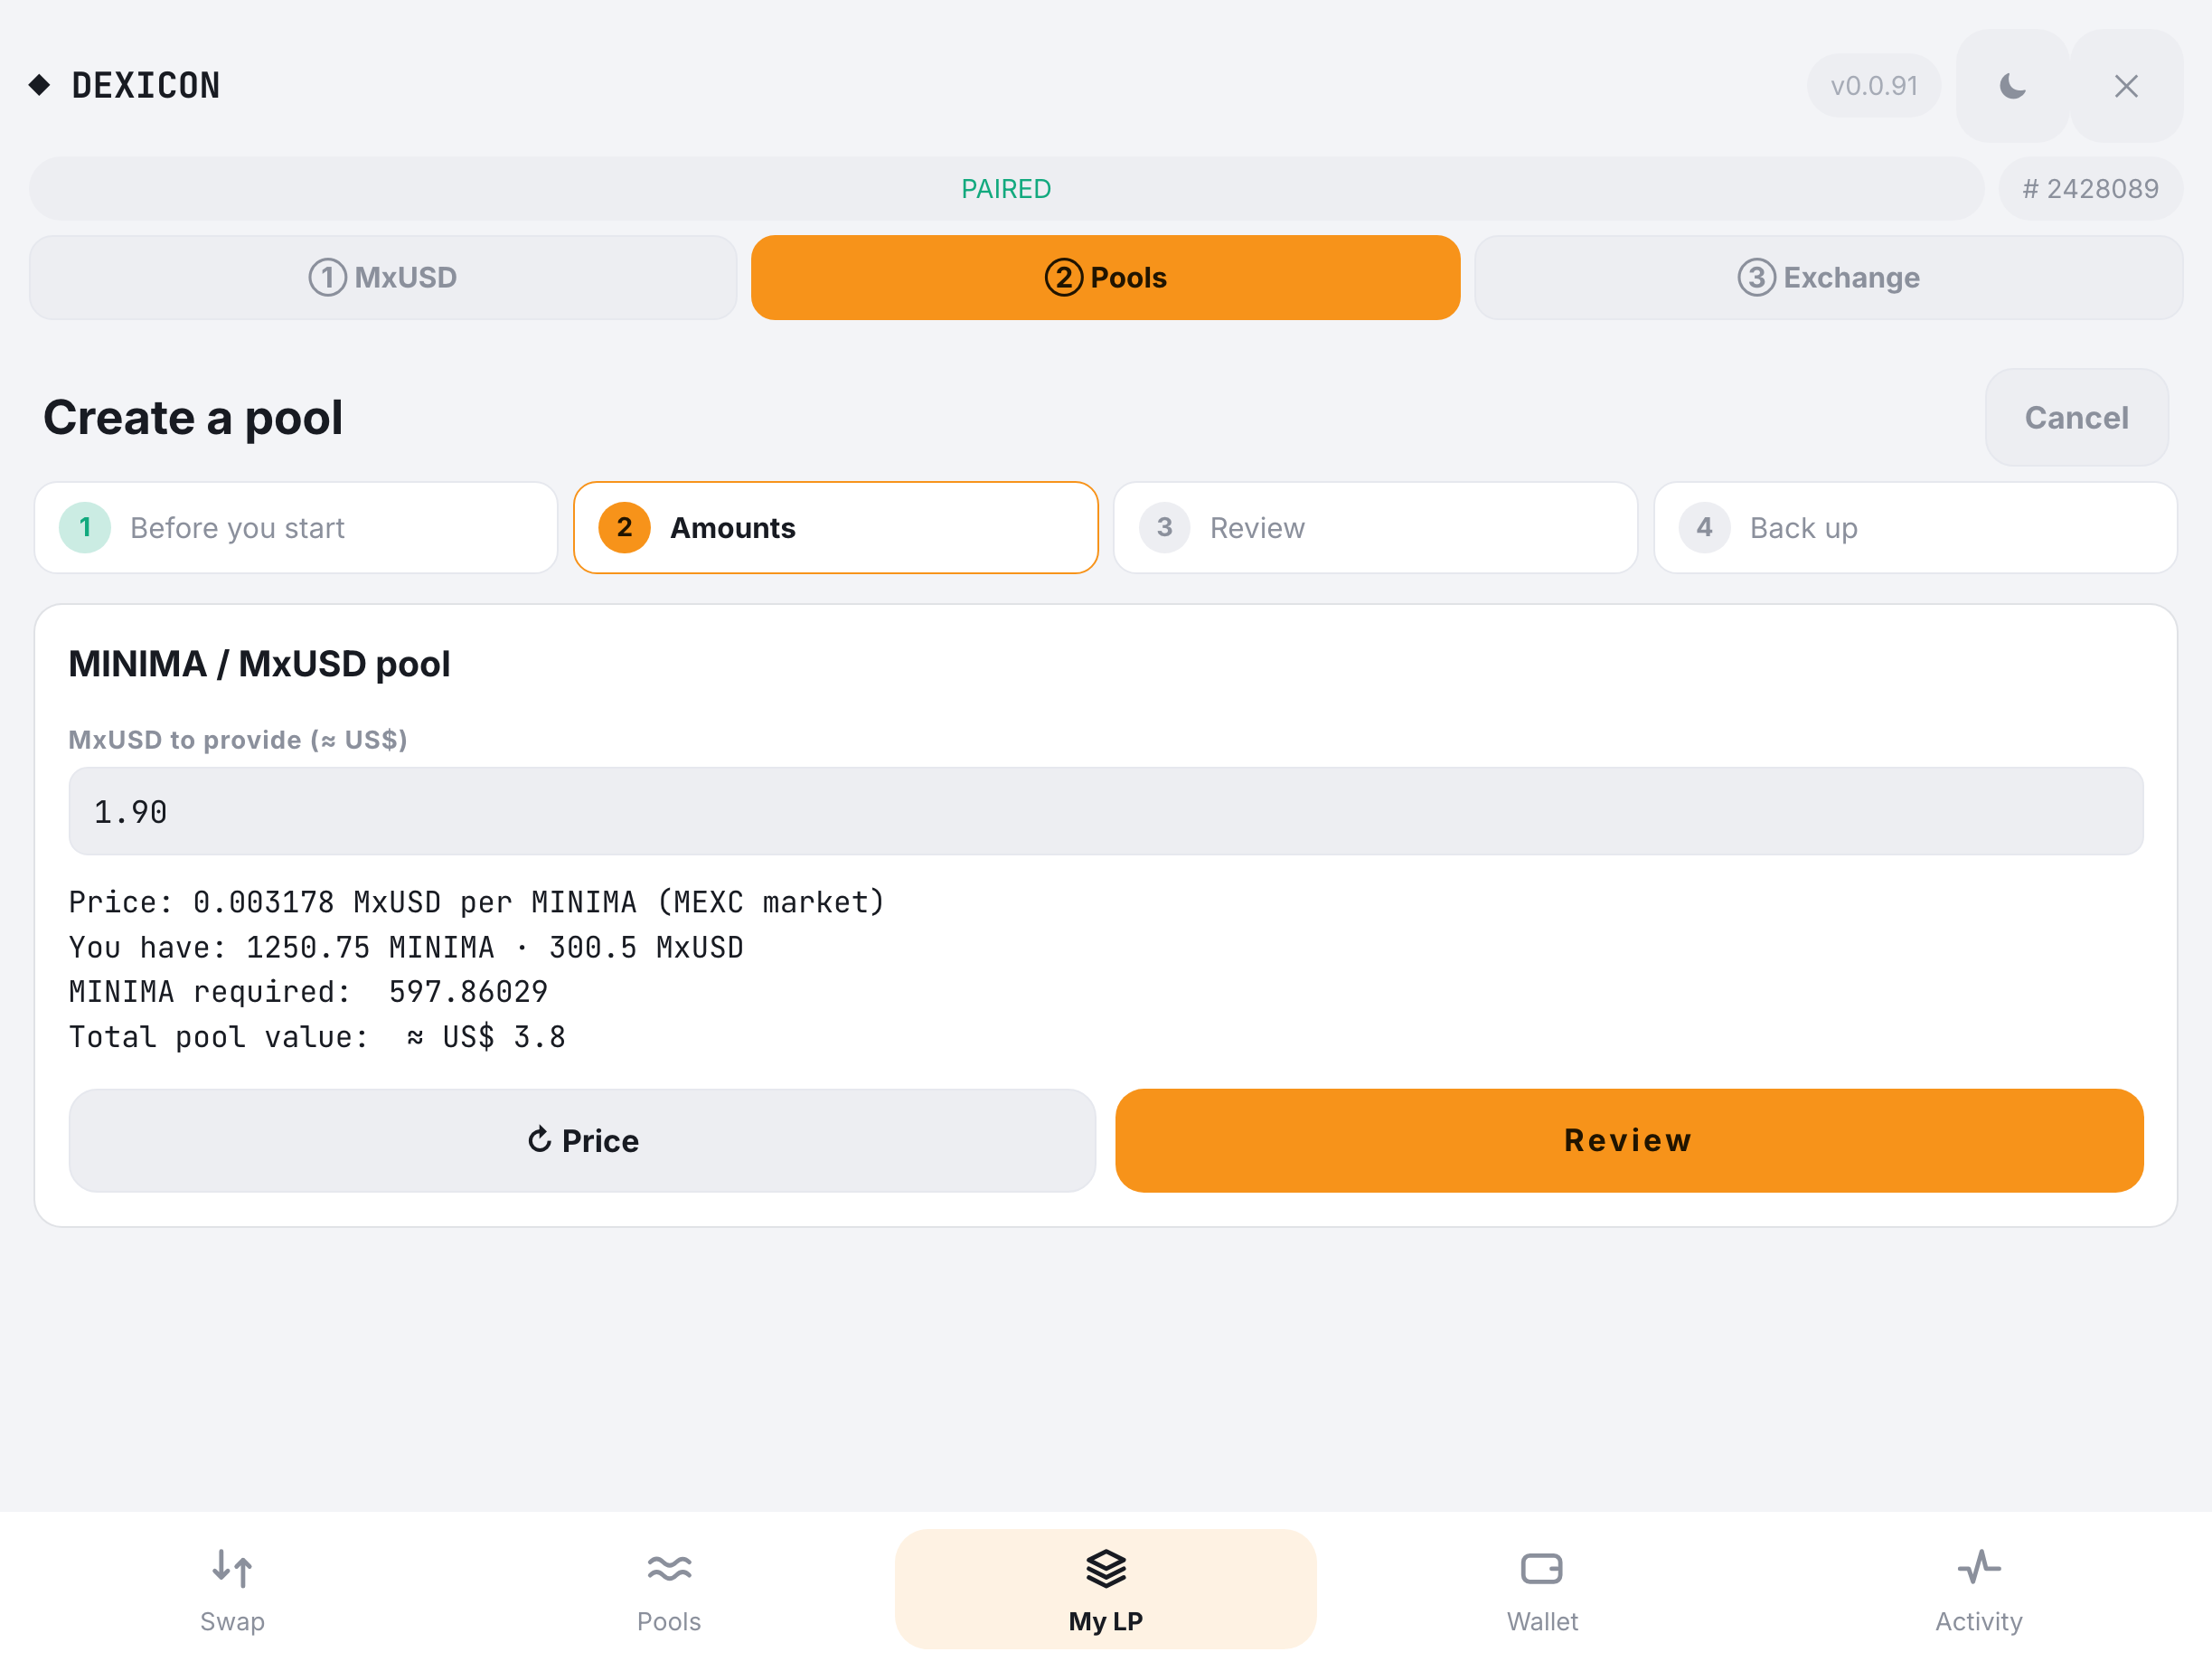 DEXICON
v0.0.91
PAIRED
# 2428089
① MxUSD
② Pools
③ Exchange
Create a pool
Cancel
1 Before you start
2 Amounts
3 Review
4 Back up
MINIMA / MxUSD pool
MxUSD to provide (≈ US$)
1.90
Price: 0.003178 MxUSD per MINIMA (MEXC market)
You have: 1250.75 MINIMA · 300.5 MxUSD
MINIMA required: 597.86029
Total pool value: ≈ US$ 3.8
↻ Price
Review
Swap
Pools
My LP
Wallet
Activity